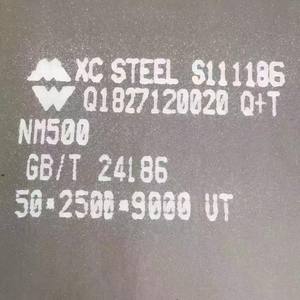 XC STEEL S111186
Q1827120020 Q+T
NM500
GB/T 24186
50*2500*9000 UT